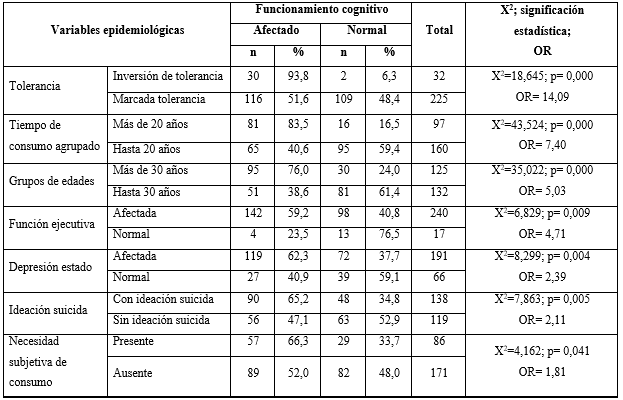 Variables epidemiológicas Funcionamiento cognitivo Total X²; significación estadística; OR
Afectado Normal
n % n %
Tolerancia Inversión de tolerancia 30 93,8 2 6,3 32 X²=18,645; p= 0,000
Marcada tolerancia 116 51,6 109 48,4 225 OR= 14,09
Tiempo de consumo agrupado Más de 20 años 81 83,5 16 16,5 97 X²=43,524; p= 0,000
Hasta 20 años 65 40,6 95 59,4 160 OR= 7,40
Grupos de edades Más de 30 años 95 76,0 30 24,0 125 X²=35,022; p= 0,000
Hasta 30 años 51 38,6 81 61,4 132 OR= 5,03
Función ejecutiva Afectada 142 59,2 98 40,8 240 X²=6,829; p= 0,009
Normal 4 23,5 13 76,5 17 OR= 4,71
Depresión estado Afectada 119 62,3 72 37,7 191 X²=8,299; p= 0,004
Normal 27 40,9 39 59,1 66 OR= 2,39
Ideación suicida Con ideación suicida 90 65,2 48 34,8 138 X²=7,863; p= 0,005
Sin ideación suicida 56 47,1 63 52,9 119 OR= 2,11
Necesidad subjetiva de consumo Presente 57 66,3 29 33,7 86 X²=4,162; p= 0,041
Ausente 89 52,0 82 48,0 171 OR= 1,81